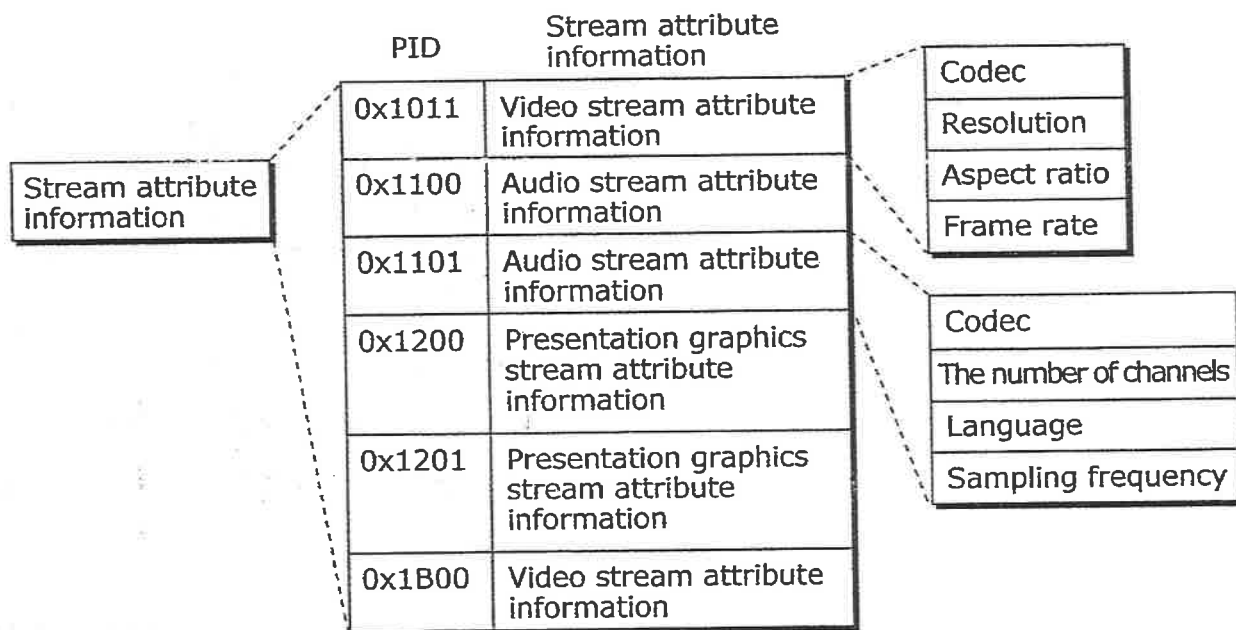 PID
Stream attribute
information
Stream attribute
information
0x1011
Video stream attribute
information
0x1100
Audio stream attribute
information
0x1101
Audio stream attribute
information
0x1200
Presentation graphics
stream attribute
information
0x1201
Presentation graphics
stream attribute
information
0x1B00
Video stream attribute
information
Codec
Resolution
Aspect ratio
Frame rate
Codec
The number of channels
Language
Sampling frequency